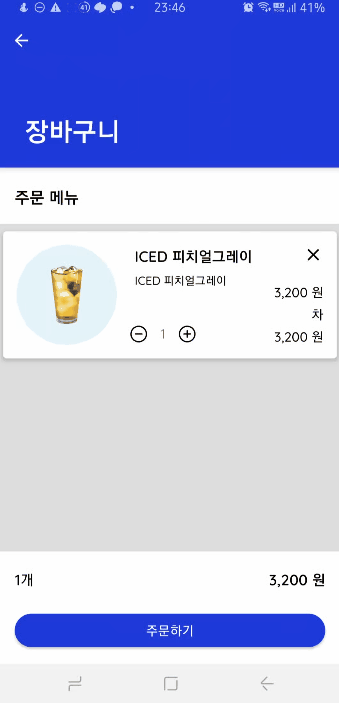 23:46
41%
장바구니
주문 메뉴
ICED 피치얼그레이
ICED 피치얼그레이
3,200 원
차
1
3,200 원
1개
3,200 원
주문하기